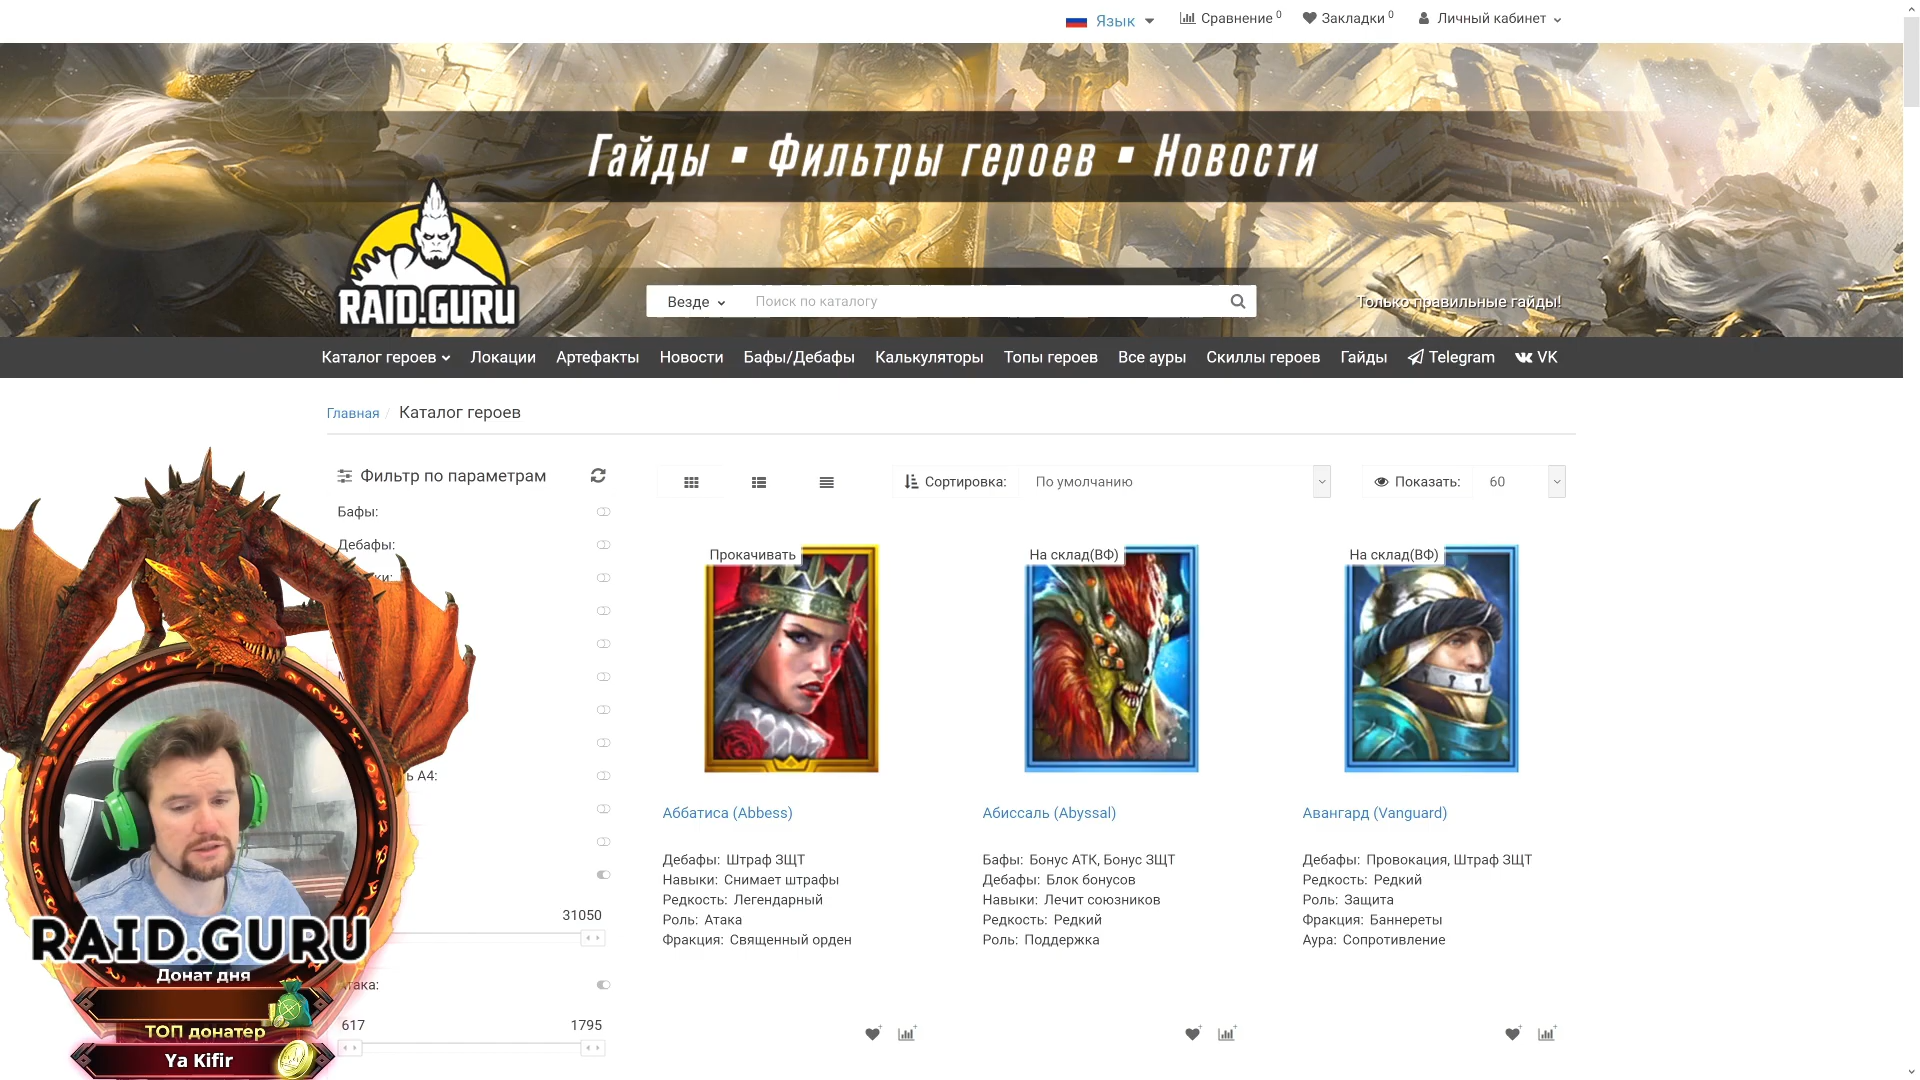 Язык
Сравнение 0
Закладки 0
Личный кабинет
Гайды ▪ Фильтры героев ▪ Новости
RAID.GURU
Везде
Поиск по каталогу
Только правильные гайды!
Каталог героев
Локации
Артефакты
Новости
Бафы/Дебафы
Калькуляторы
Топы героев
Все ауры
Скиллы героев
Гайды
Telegram
VK
Главная / Каталог героев
Фильтр по параметрам
Бафы:
Дебафы:
ки:
ь А4:
31050
така:
617
1795
Сортировка:
По умолчанию
Показать:
60
Прокачивать
Аббатиса (Abbess)
Дебафы: Штраф ЗЩТ
Навыки: Снимает штрафы
Редкость: Легендарный
Роль: Атака
Фракция: Священный орден
На склад(ВФ)
Абиссаль (Abyssal)
Бафы: Бонус АТК, Бонус ЗЩТ
Дебафы: Блок бонусов
Навыки: Лечит союзников
Редкость: Редкий
Роль: Поддержка
На склад(ВФ)
Авангард (Vanguard)
Дебафы: Провокация, Штраф ЗЩТ
Редкость: Редкий
Роль: Защита
Фракция: Баннереты
Аура: Сопротивление
RAID.GURU
Донат дня
ТОП донатер
Ya Kifir